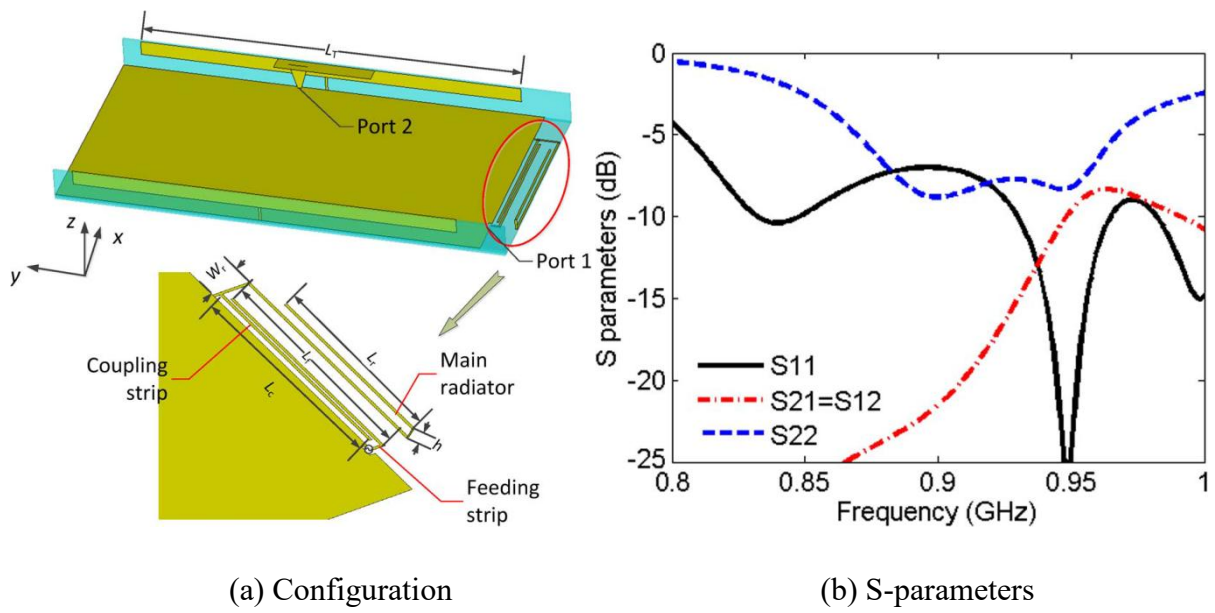 L_T
Port 2
Port 1
z
x
y
W_t
Coupling
strip
L_c
L_r
L_r
Main
radiator
h
Feeding
strip
0
-5
-10
-15
-20
-25
S parameters (dB)
S11
S21=S12
S22
0.8
0.85
0.9
0.95
1
Frequency (GHz)
(a) Configuration
(b) S-parameters